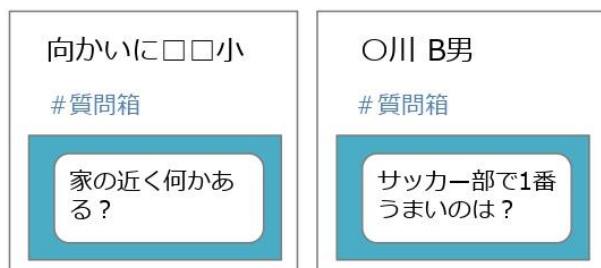 向かいに□□小
#質問箱
家の近く何かあ
る？
〇川 B男
#質問箱
サッカー部で1番
うまいのは？